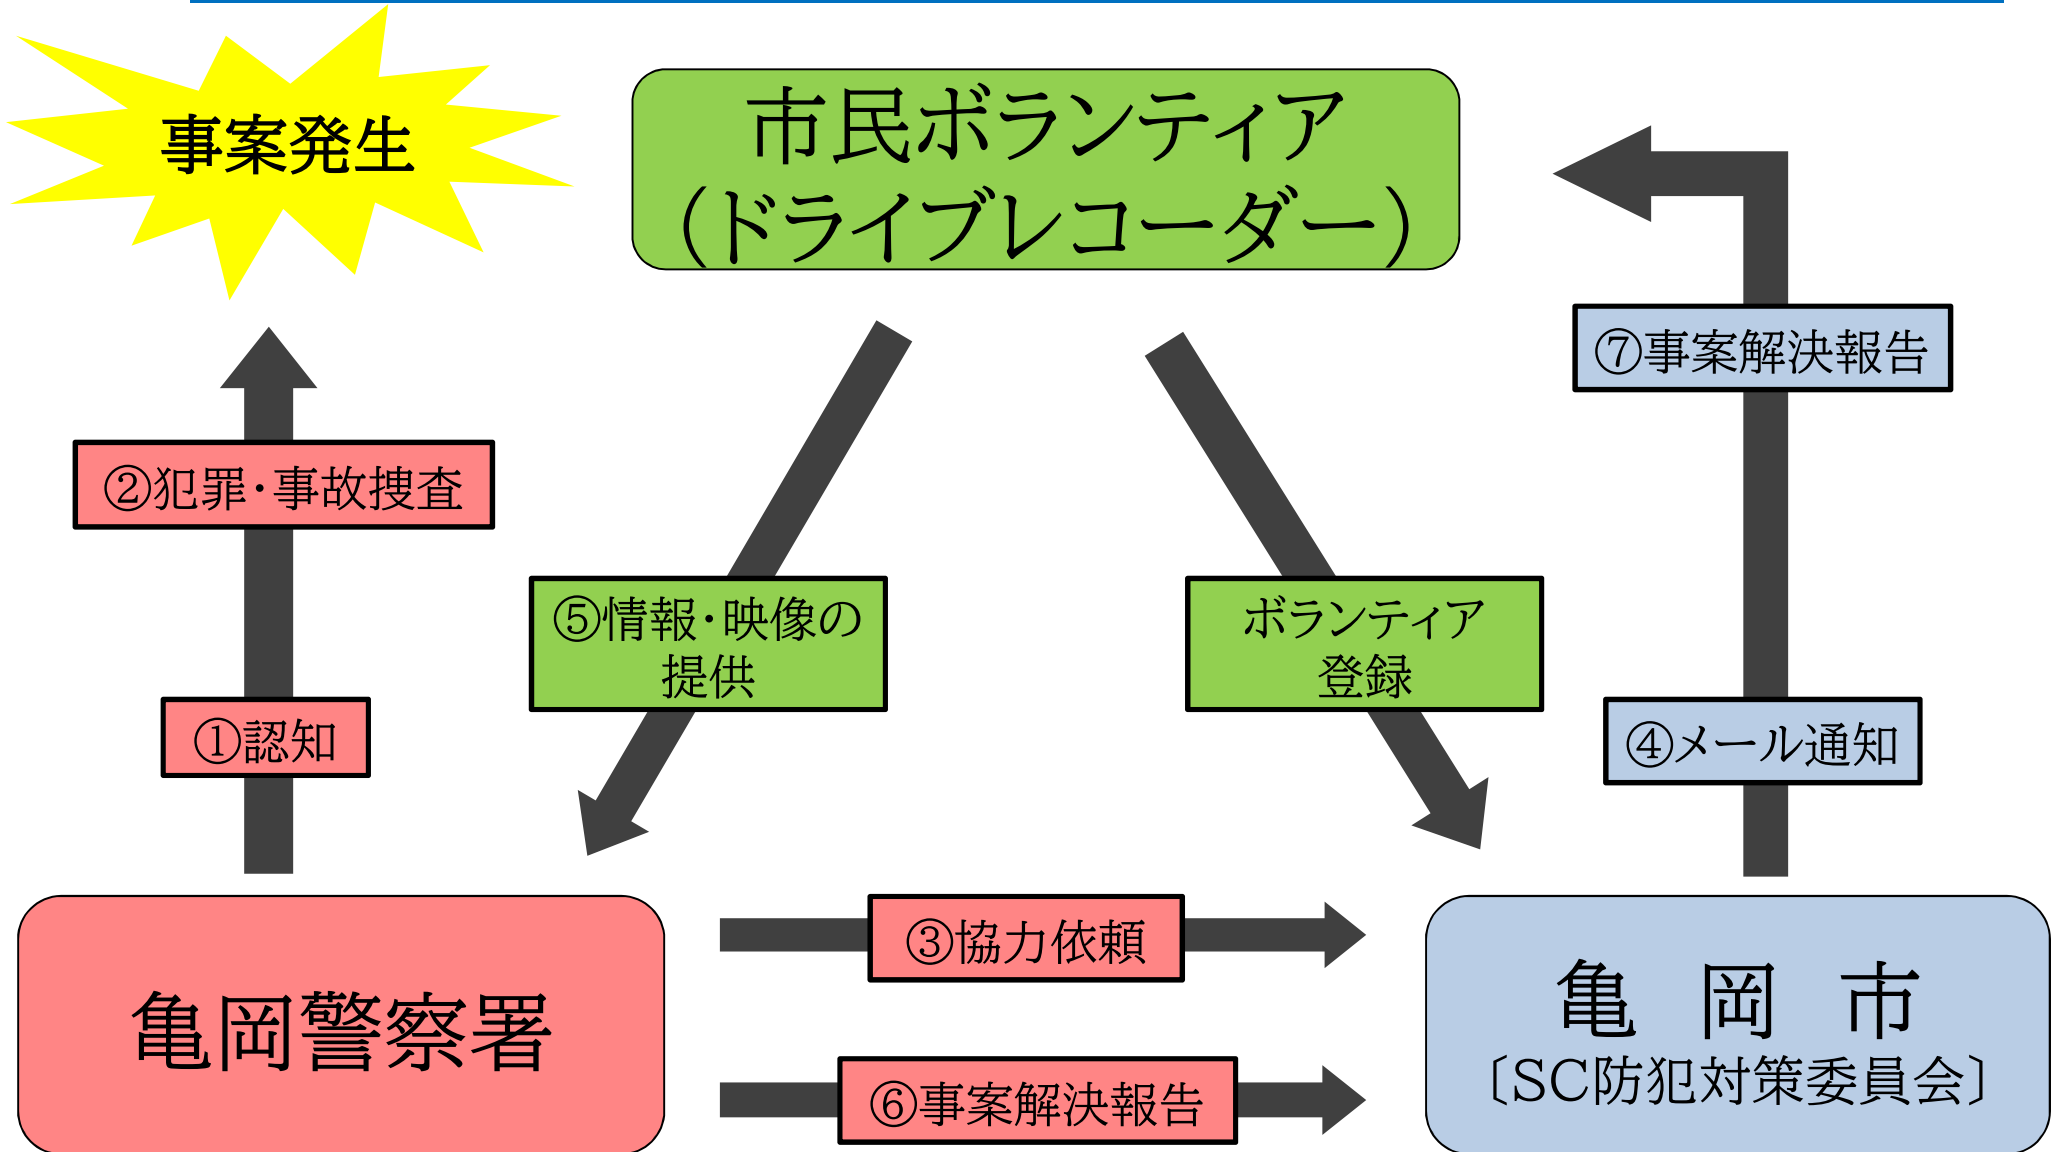 事案発生
市民ボランティア
(ドライブレコーダー)
⑦事案解決報告
②犯罪・事故捜査
⑤情報・映像の
提供
ボランティア
登録
①認知
④メール通知
③協力依頼
亀岡警察署
亀 岡 市
〔SC防犯対策委員会〕
⑥事案解決報告